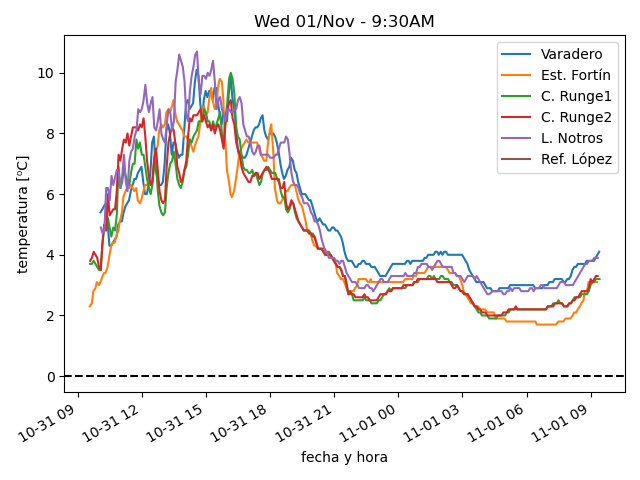 Wed 01/Nov - 9:30AM
Varadero
Est. Fortín
C. Runge1
C. Runge2
L. Notros
Ref. López
temperatura [ºC]
10
8
6
4
2
0
10-31 09
10-31 12
10-31 15
10-31 18
10-31 21
11-01 00
11-01 03
11-01 06
11-01 09
fecha y hora